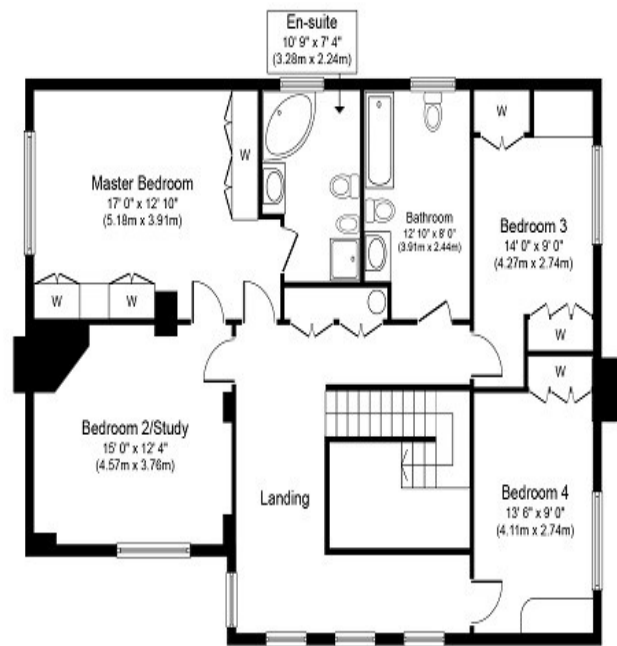 En-suite
10' 9" x 7' 4"
(3.28m x 2.24m)
W
W
Master Bedroom
17' 0" x 12' 10"
(5.18m x 3.91m)
Bathroom
12' 10" x 8' 0"
(3.91m x 2.44m)
Bedroom 3
14' 0" x 9' 0"
(4.27m x 2.74m)
W
W
W
W
Bedroom 2/Study
15' 0" x 12' 4"
(4.57m x 3.76m)
Landing
Bedroom 4
13' 6" x 9' 0"
(4.11m x 2.74m)